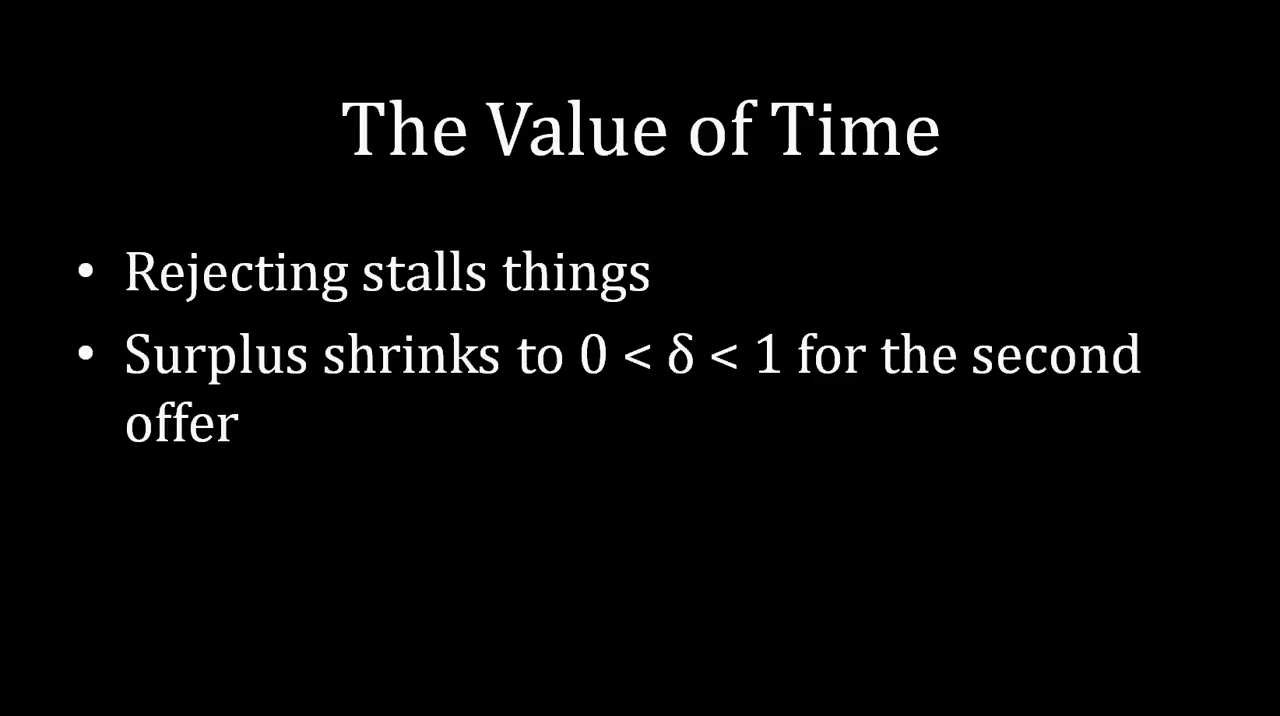 The Value of Time
• Rejecting stalls things
• Surplus shrinks to 0 < δ < 1 for the second
offer